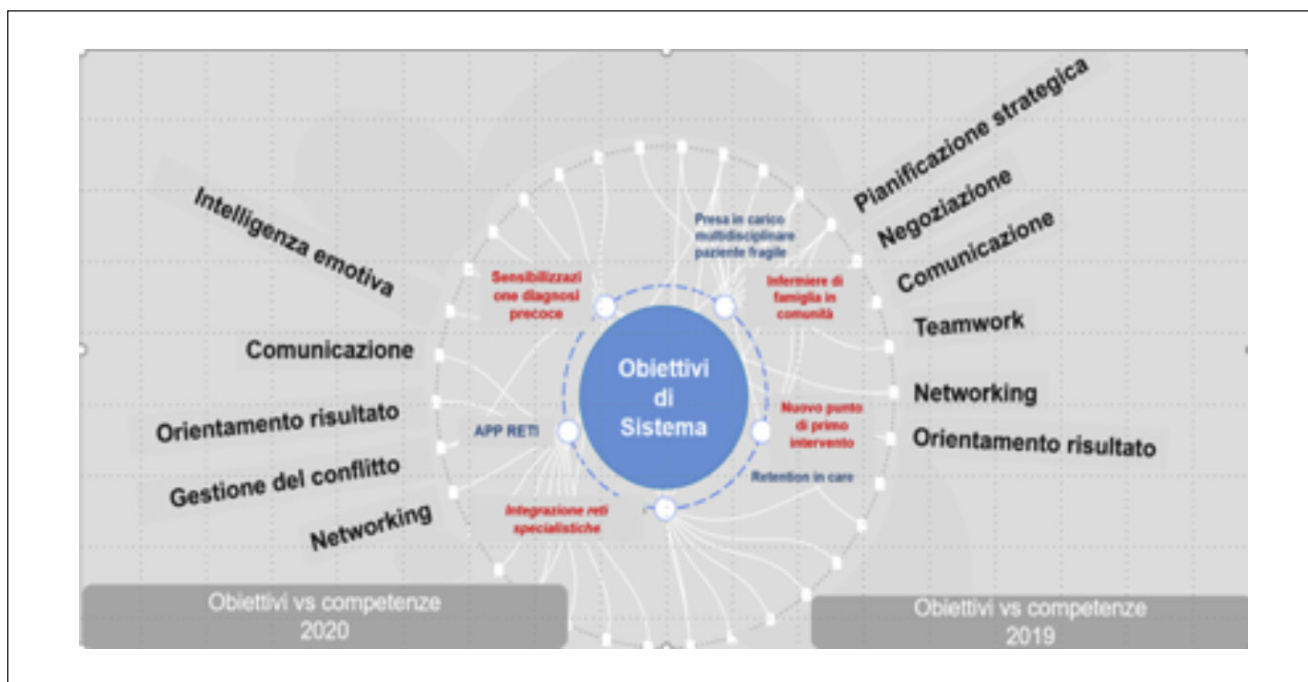 Intelligenza emotiva
Comunicazione
Orientamento risultato
Gestione del conflitto
Networking
Sensibilizzazi
one diagnosi
precoce
APP RETI
Integrazione reti
specialistiche
Obiettivi
di
Sistema
Presa in carico
multidisciplinare
paziente fragile
Infermiere di
famiglia in
comunità
Nuovo punto
di primo
intervento
Retention in care
Pianificazione strategica
Negoziazione
Comunicazione
Teamwork
Networking
Orientamento risultato
Obiettivi vs competenze
2020
Obiettivi vs competenze
2019